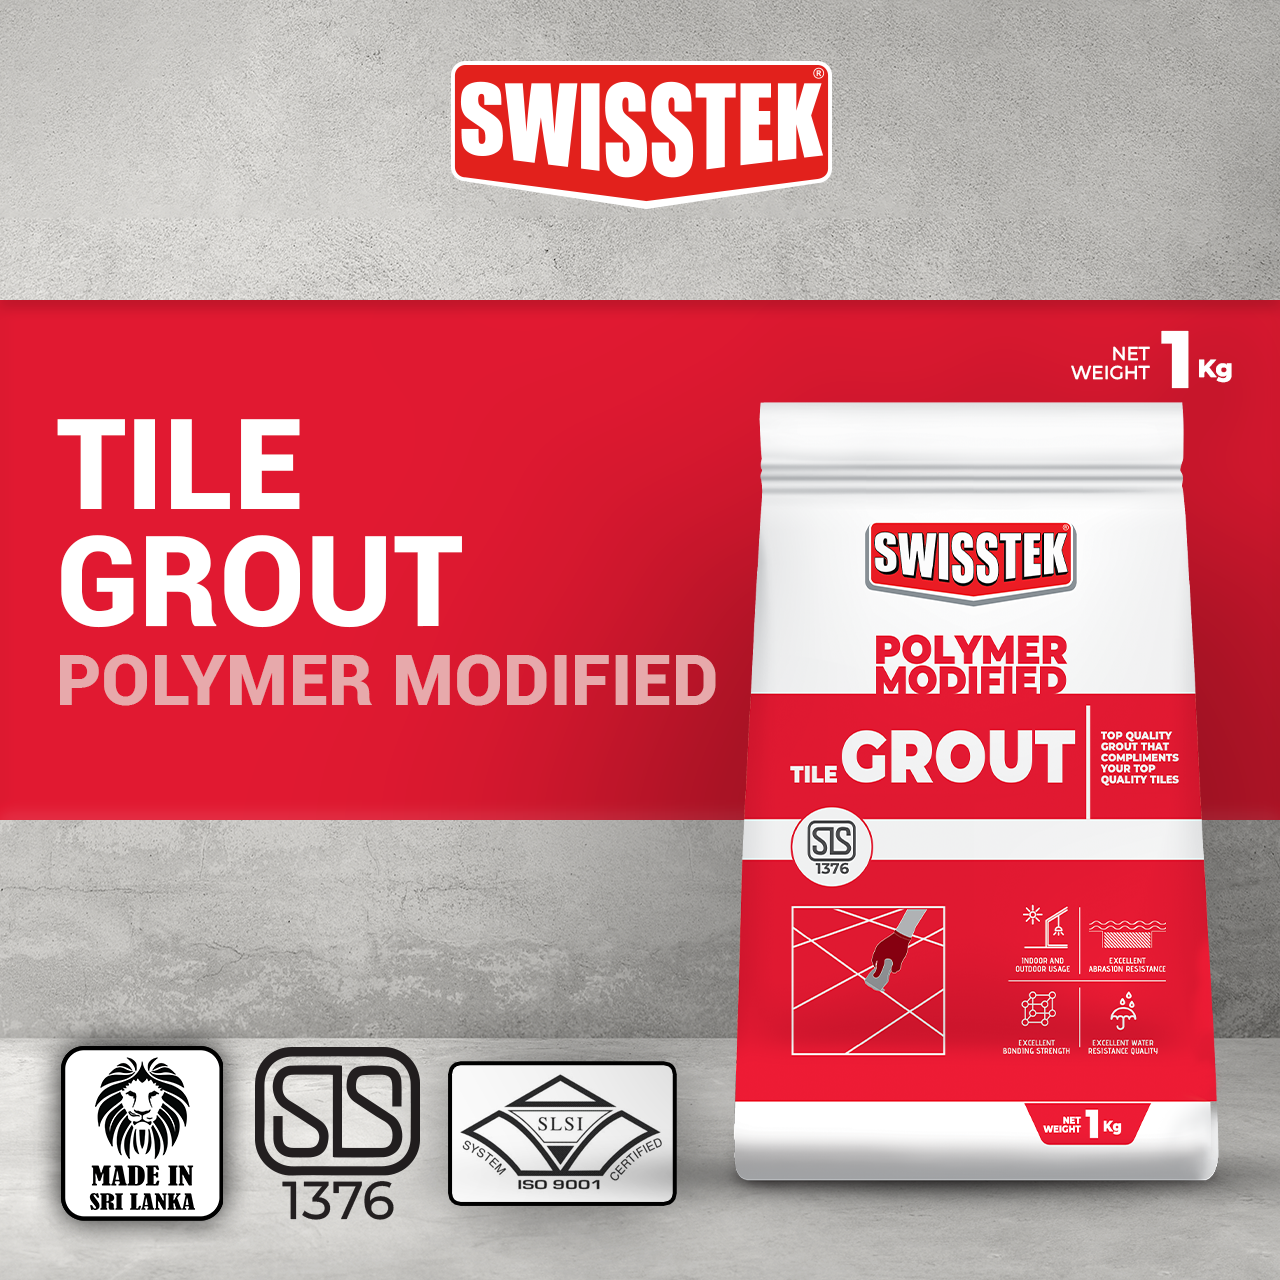 SWISSTEK®
NET
WEIGHT 1 Kg
TILE
GROUT
POLYMER MODIFIED
SWISSTEK®
POLYMER
MODIFIED
TILE GROUT
TOP QUALITY
GROUT THAT
COMPLIMENTS
YOUR TOP
QUALITY TILES
SLS
1376
INDOOR AND
OUTDOOR USAGE
EXCELLENT
ABRASION RESISTANCE
EXCELLENT
BONDING STRENGTH
EXCELLENT WATER
RESISTANCE QUALITY
NET
WEIGHT 1 Kg
MADE IN
SRI LANKA
SLS
1376
SLSI
SYSTEM CERTIFIED
ISO 9001